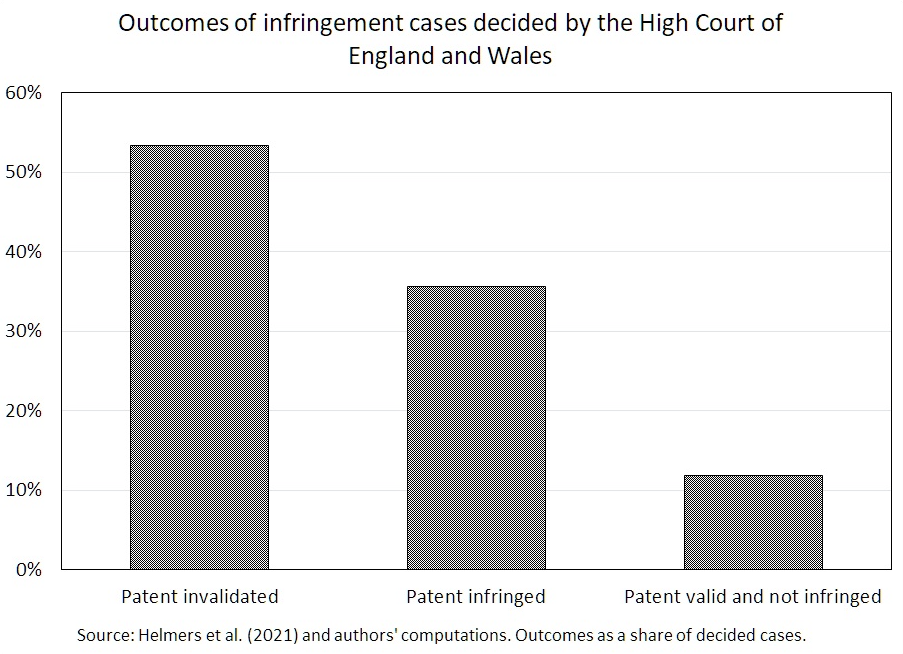 Outcomes of infringement cases decided by the High Court of
England and Wales
60%
50%
40%
30%
20%
10%
0%
Patent invalidated Patent infringed Patent valid and not infringed
Source: Helmers et al. (2021) and authors' computations. Outcomes as a share of decided cases.